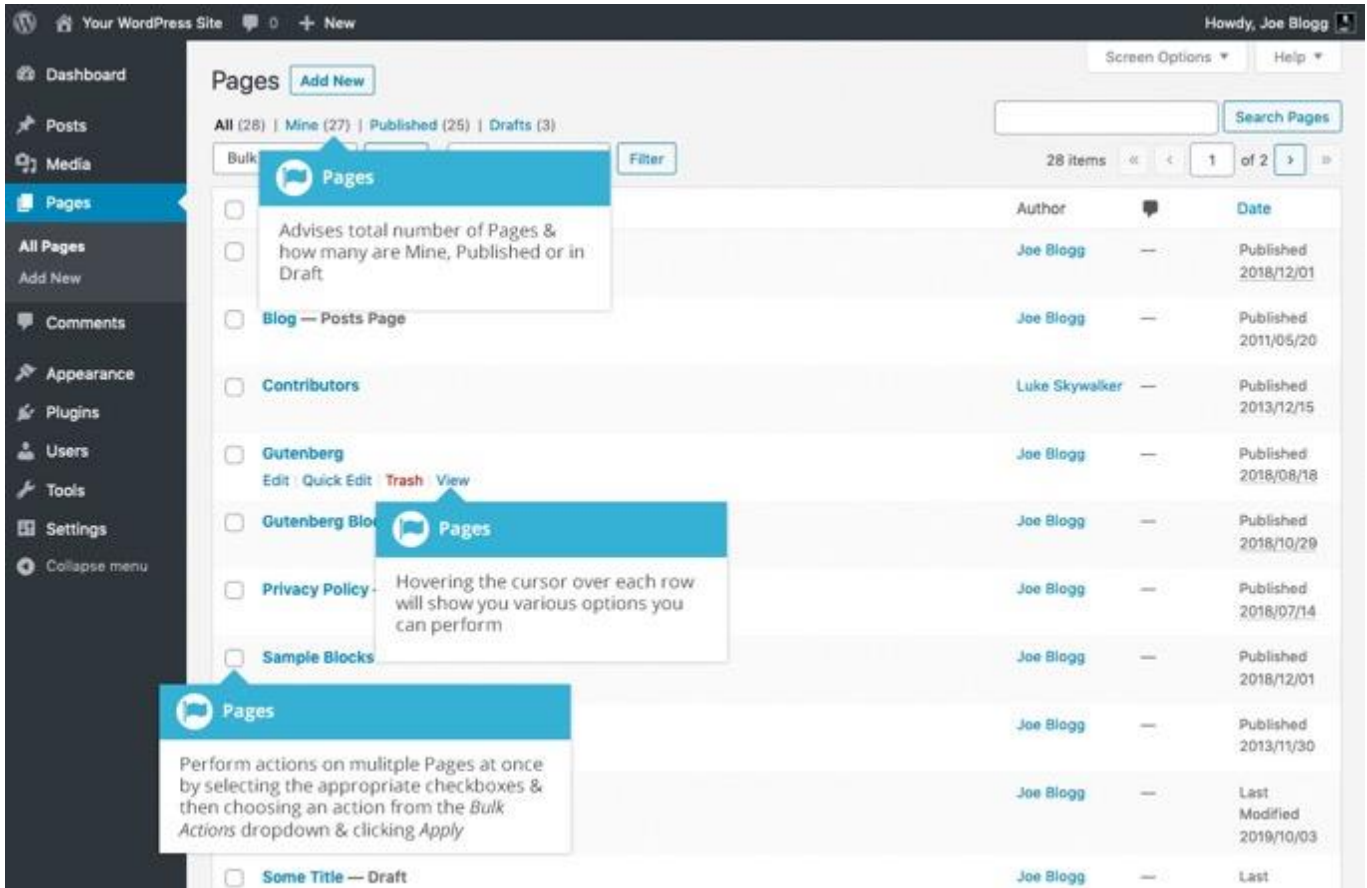 Your WordPress Site 0 + New Howdy, Joe Blogg
Screen Options Help
Dashboard
Posts
Media
Pages
All Pages
Add New
Comments
Appearance
Plugins
Users
Tools
Settings
Collapse menu
Pages Add New
All (28) | Mine (27) | Published (25) | Drafts (3)
Search Pages
Bulk Filter 28 items « ‹ 1 of 2 › »
Pages
Advises total number of Pages &
how many are Mine, Published or in
Draft
Author Date
Joe Blogg — Published
2018/12/01
Blog — Posts Page Joe Blogg — Published
2011/05/20
Contributors Luke Skywalker — Published
2013/12/15
Gutenberg Joe Blogg — Published
2018/08/18
Edit | Quick Edit | Trash | View
Pages
Hovering the cursor over each row
will show you various options you
can perform
Gutenberg Joe Blogg — Published
2018/10/29
Privacy Policy Joe Blogg — Published
2018/07/14
Sample Blocks Joe Blogg — Published
2018/12/01
Pages
Perform actions on mulitple Pages at once
by selecting the appropriate checkboxes &
then choosing an action from the Bulk
Actions dropdown & clicking Apply
Joe Blogg — Published
2013/11/30
Joe Blogg — Last
Modified
2019/10/03
Some Title — Draft Joe Blogg — Last